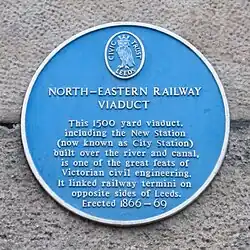 CIVIC TRUST
LEEDS
NORTH-EASTERN RAILWAY
VIADUCT
This 1500 yard viaduct,
including the New Station
(now known as City Station)
built over the river and canal,
is one of the great feats of
Victorian civil engineering.
It linked railway termini on
opposite sides of Leeds.
Erected 1866-69